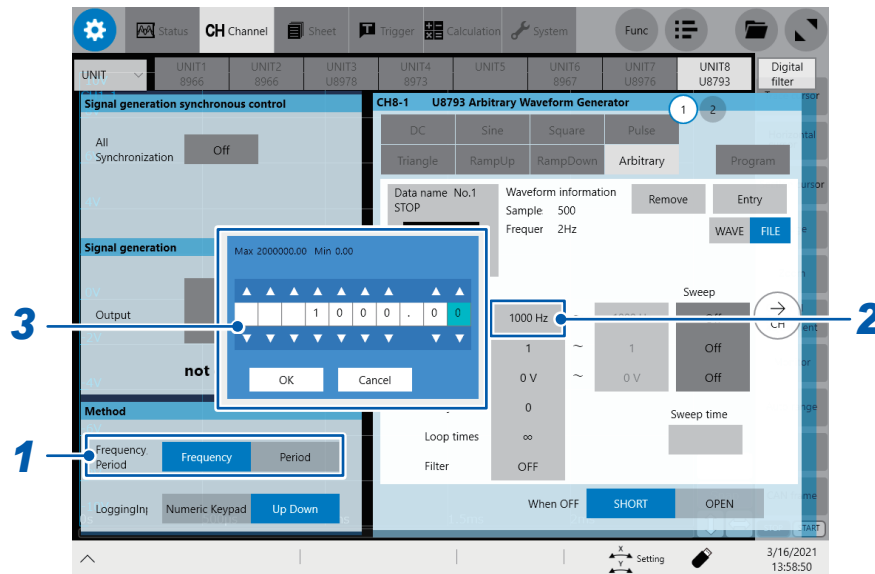 Status CH Channel Sheet Trigger Calculation System Func
UNIT UNIT1 UNIT2 UNIT3 UNIT4 UNIT5 UNIT6 UNIT7 UNIT8 Digital
8966 8966 U8978 8973 8967 U8976 U8793 filter
Signal generation synchronous control
All
Synchronization Off
-4V
Signal generation
Output
not
Method
Frequency
Period
Frequency Period
LoggingIn Numeric Keypad Up Down
CH8-1 U8793 Arbitrary Waveform Generator 1 2
DC Sine Square Pulse
Triangle RampUp RampDown Arbitrary Program
Data name No.1 Waveform information Remove Entry
STOP Sample 500
Frequer 2Hz WAVE FILE
Max 2000000.00 Min 0.00
1 0 0 0 . 0 0
OK Cancel
Sweep
1000 Hz ~
1 ~ 1 Off
0 V ~ 0 V Off
0 Sweep time
Loop times ∞
Filter OFF
When OFF SHORT OPEN
CH
START
X
Y Setting
3/16/2021
13:58:50
1
2
3